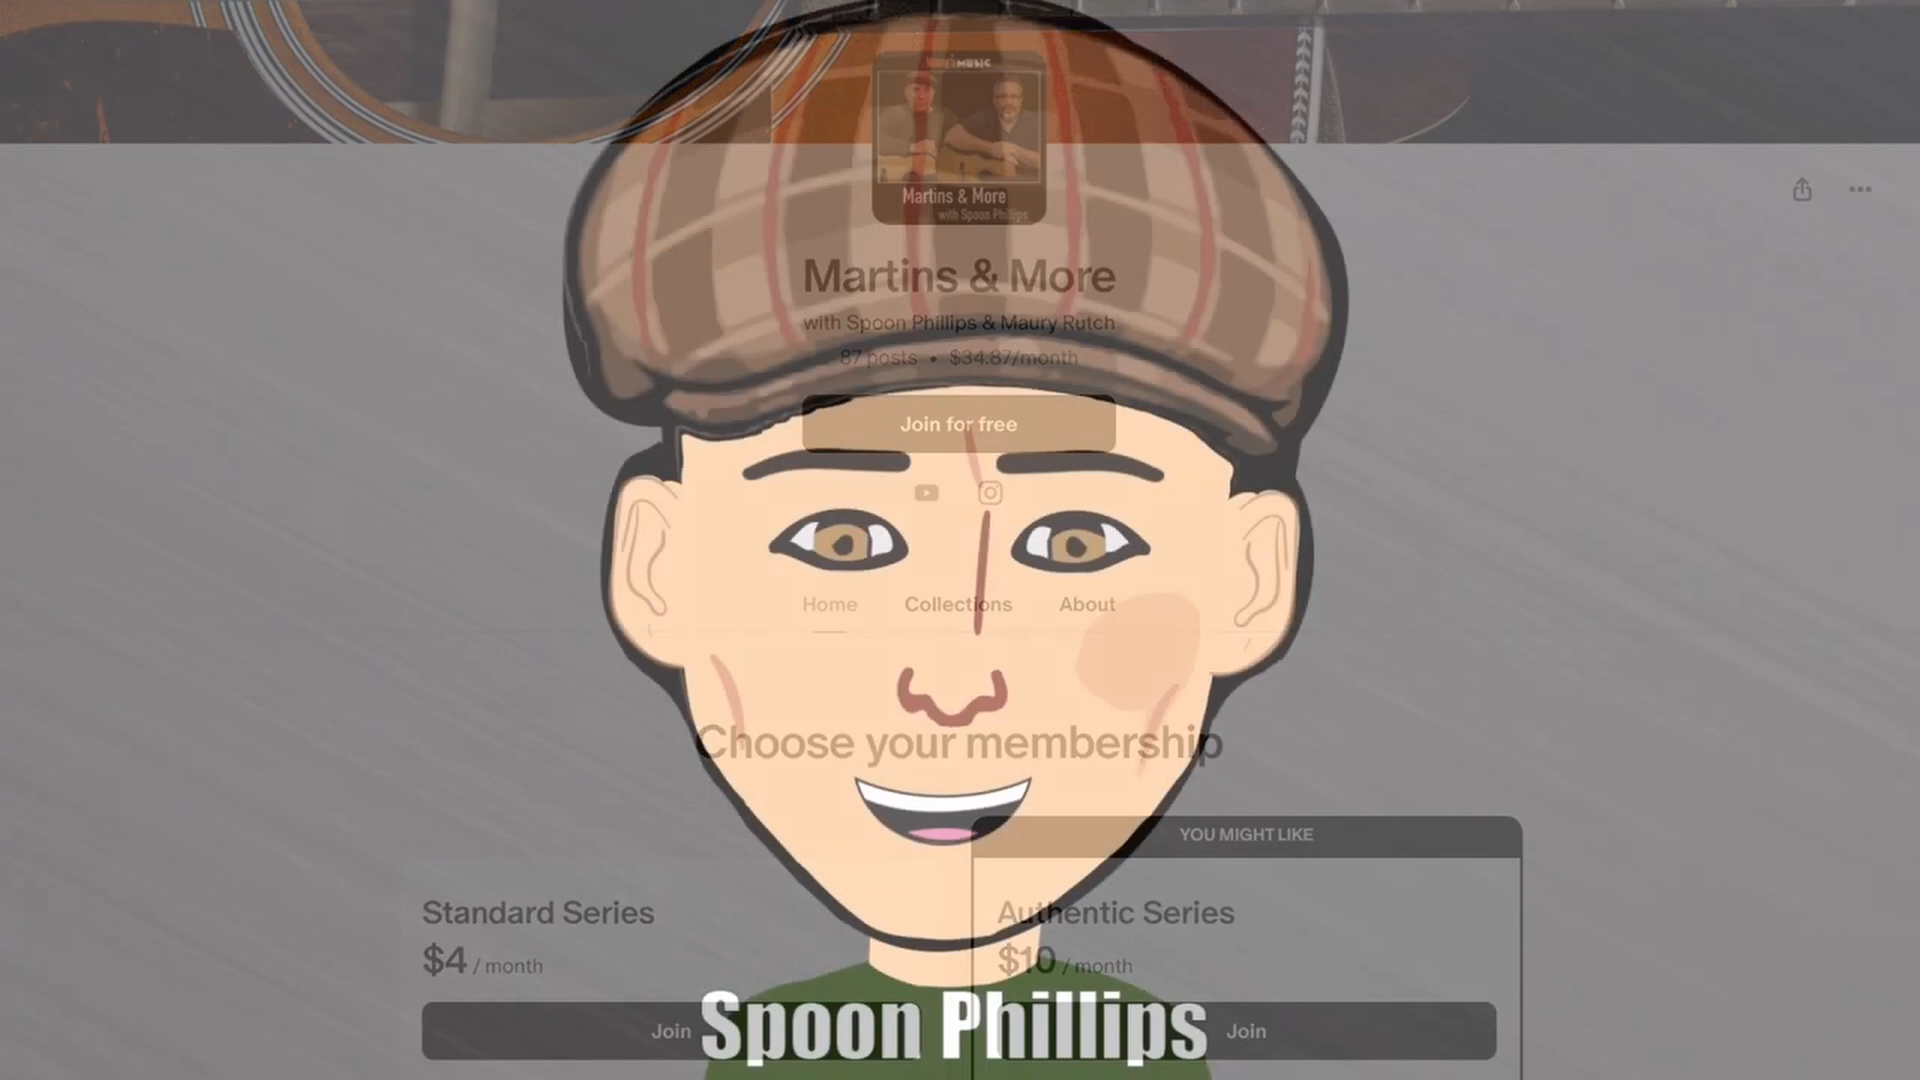 Maury's MUSIC
Martins & More
with Spoon Phillips
Martins & More
with Spoon Phillips & Maury Rutch
87 posts • $34.87/month
Join for free
Home Collections About
Choose your membership
YOU MIGHT LIKE
Standard Series
$4 / month
Join
Authentic Series
$10 / month
Join
Spoon Phillips